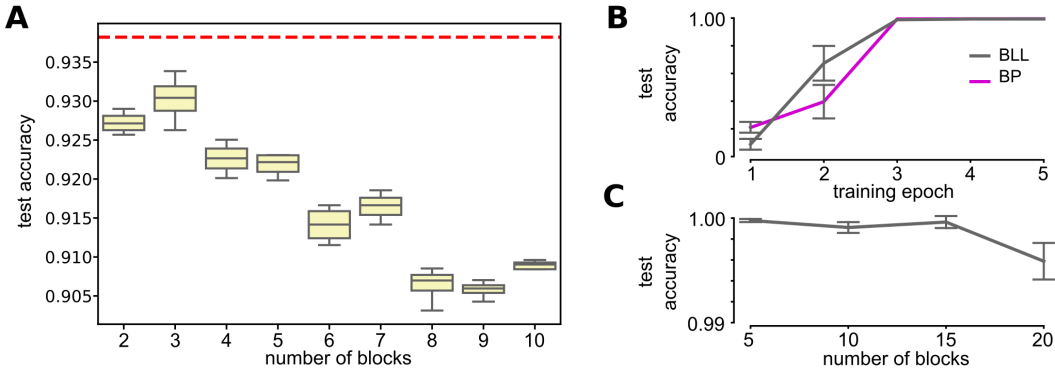 A
test accuracy
0.935
0.930
0.925
0.920
0.915
0.910
0.905
2 3 4 5 6 7 8 9 10
number of blocks
B
test
accuracy
1.00
0
BLL
BP
1 2 3 4 5
training epoch
C
test
accuracy
1.00
0.99
5 10 15 20
number of blocks